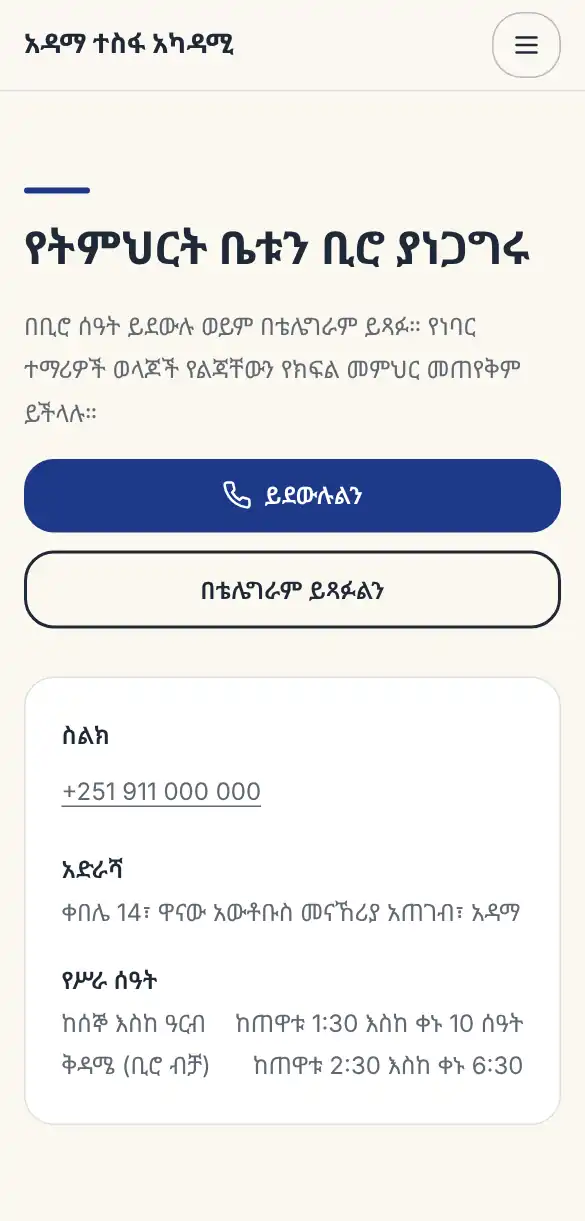 አዳማ ተስፋ አካዳሚ
የትምህርት ቤቱን ቢሮ ያነጋግሩ
በቢሮ ሰዓት ይደውሉ ወይም በቴሌግራም ይጻፉ። የነባር
ተማሪዎች ወላጆች የልጃቸውን የክፍል መምህር መጠየቅም
ይችላሉ።
ይደውሉልን
በቴሌግራም ይጻፉልን
ስልክ
+251 911 000 000
አድራሻ
ቀበሌ 14፣ ዋናው አውቶቡስ መናኸሪያ አጠገብ፣ አዳማ
የሥራ ሰዓት
ከሰኞ እስከ ዓርብ ከጠዋቱ 1:30 እስከ ቀኑ 10 ሰዓት
ቅዳሜ (ቢሮ ብቻ) ከጠዋቱ 2:30 እስከ ቀኑ 6:30